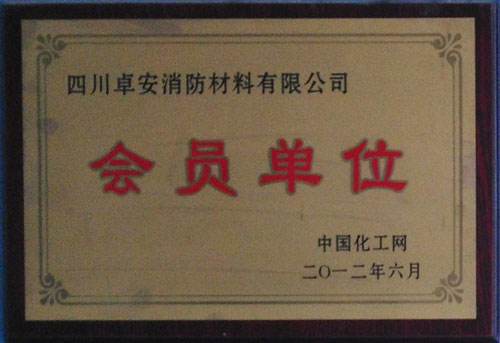 四川卓安消防材料有限公司
会员单位
中国化工网
二〇一二年六月